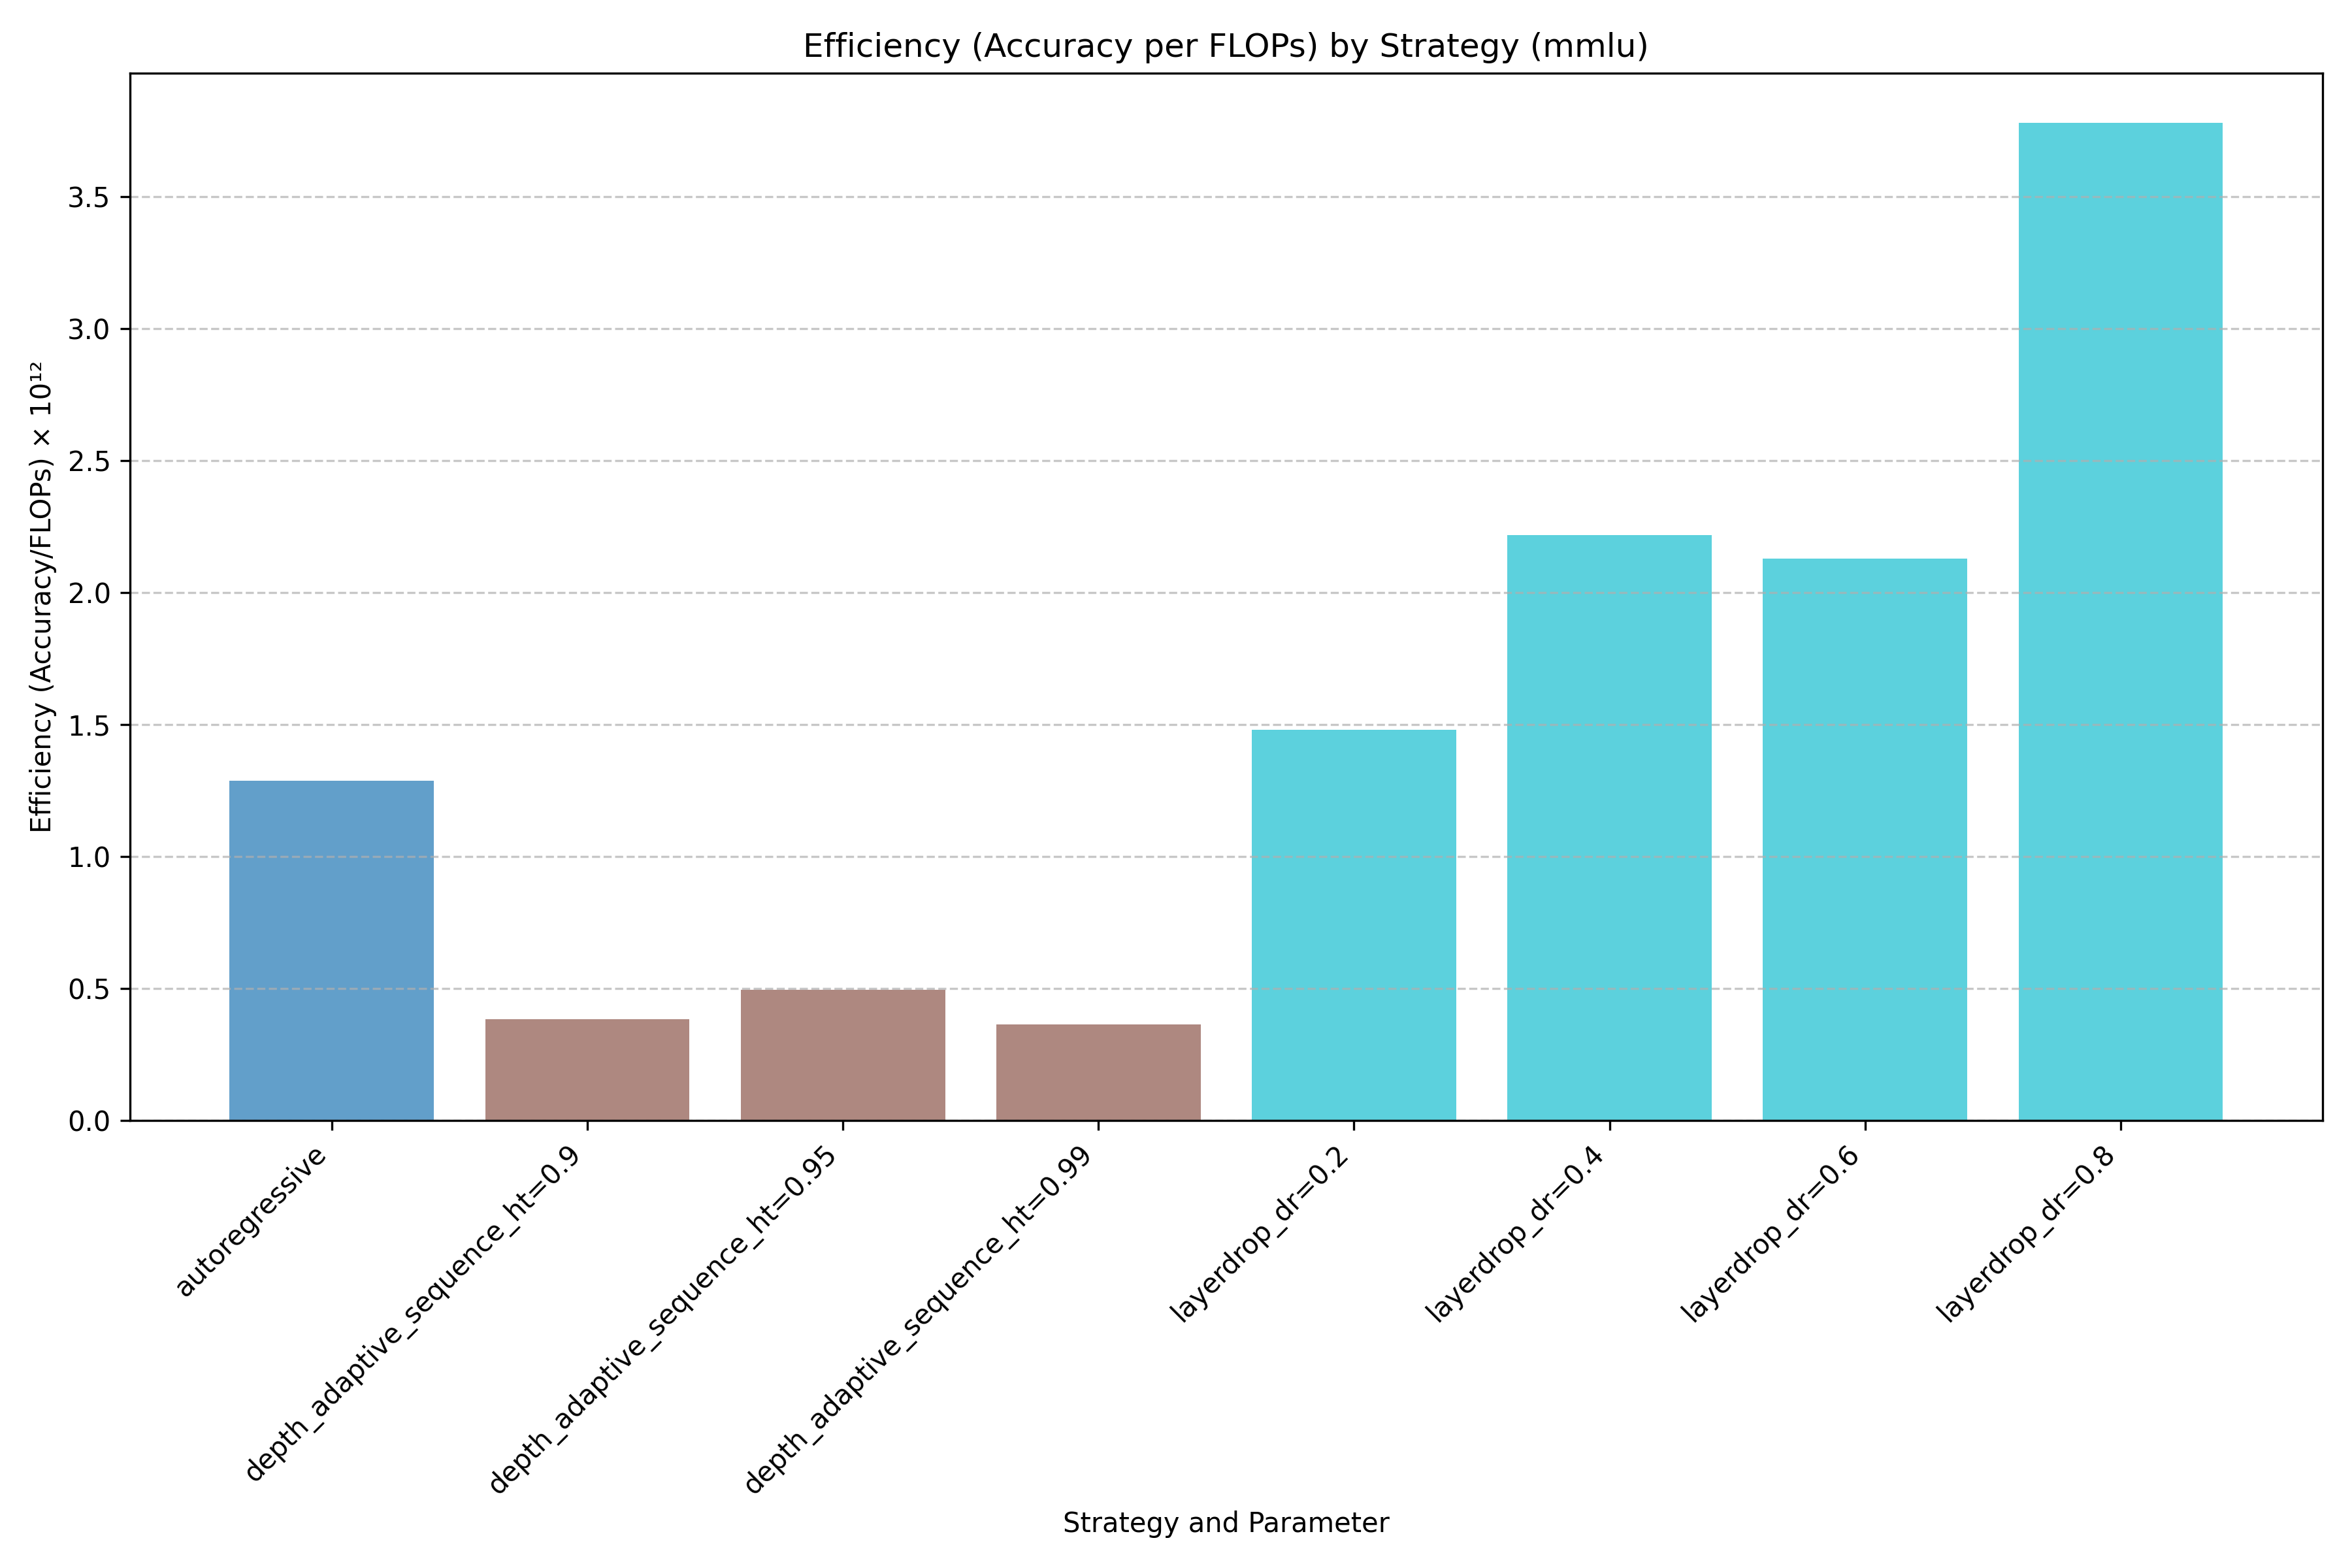 Efficiency (Accuracy per FLOPs) by Strategy (mmlu)
Efficiency (Accuracy/FLOPs) × 10¹²
3.5
3.0
2.5
2.0
1.5
1.0
0.5
0.0
autoregressive
depth_adaptive_sequence_ht=0.9
depth_adaptive_sequence_ht=0.95
depth_adaptive_sequence_ht=0.99
layerdrop_dr=0.2
layerdrop_dr=0.4
layerdrop_dr=0.6
layerdrop_dr=0.8
Strategy and Parameter